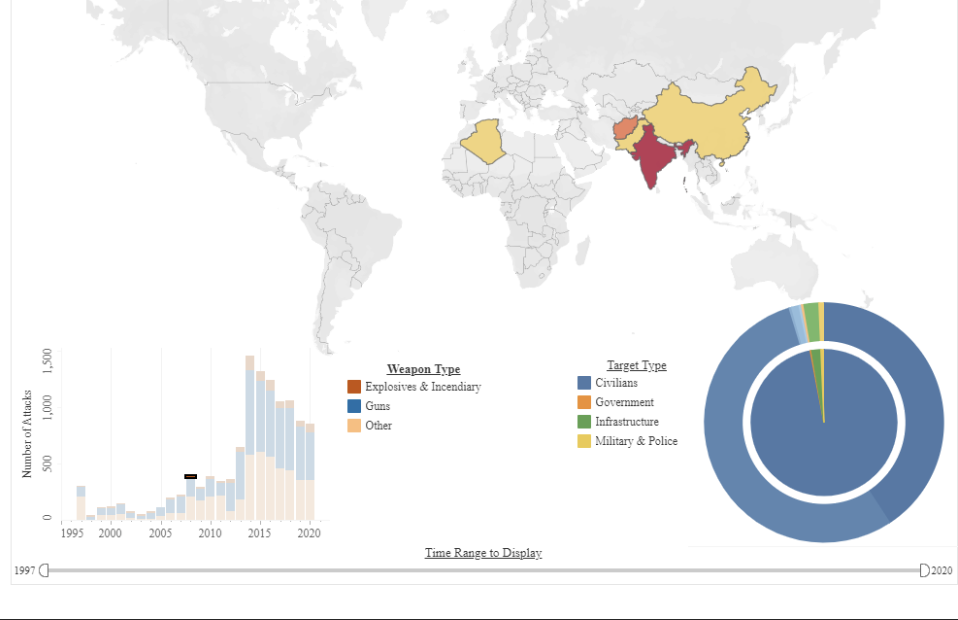 Weapon Type
Explosives & Incendiary
Guns
Other
Target Type
Civilians
Government
Infrastructure
Military & Police
Number of Attacks
1,500
1,000
500
0
1995
2000
2005
2010
2015
2020
Time Range to Display
1997
2020